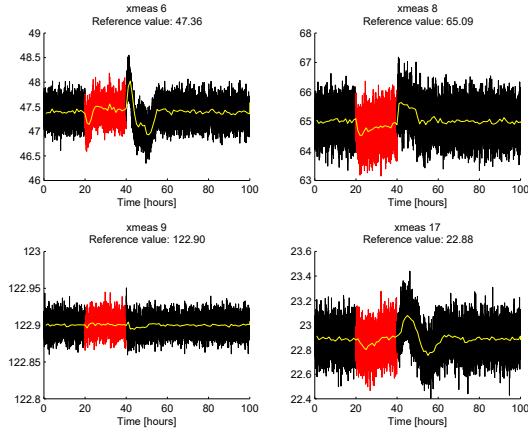 xmeas 6
Reference value: 47.36
49
48.5
48
47.5
47
46.5
46
0 20 40 60 80 100
Time [hours]
xmeas 8
Reference value: 65.09
68
67
66
65
64
63
0 20 40 60 80 100
Time [hours]
xmeas 9
Reference value: 122.90
123
122.95
122.9
122.85
122.8
0 20 40 60 80 100
Time [hours]
xmeas 17
Reference value: 22.88
23.6
23.4
23.2
23
22.8
22.6
22.4
0 20 40 60 80 100
Time [hours]